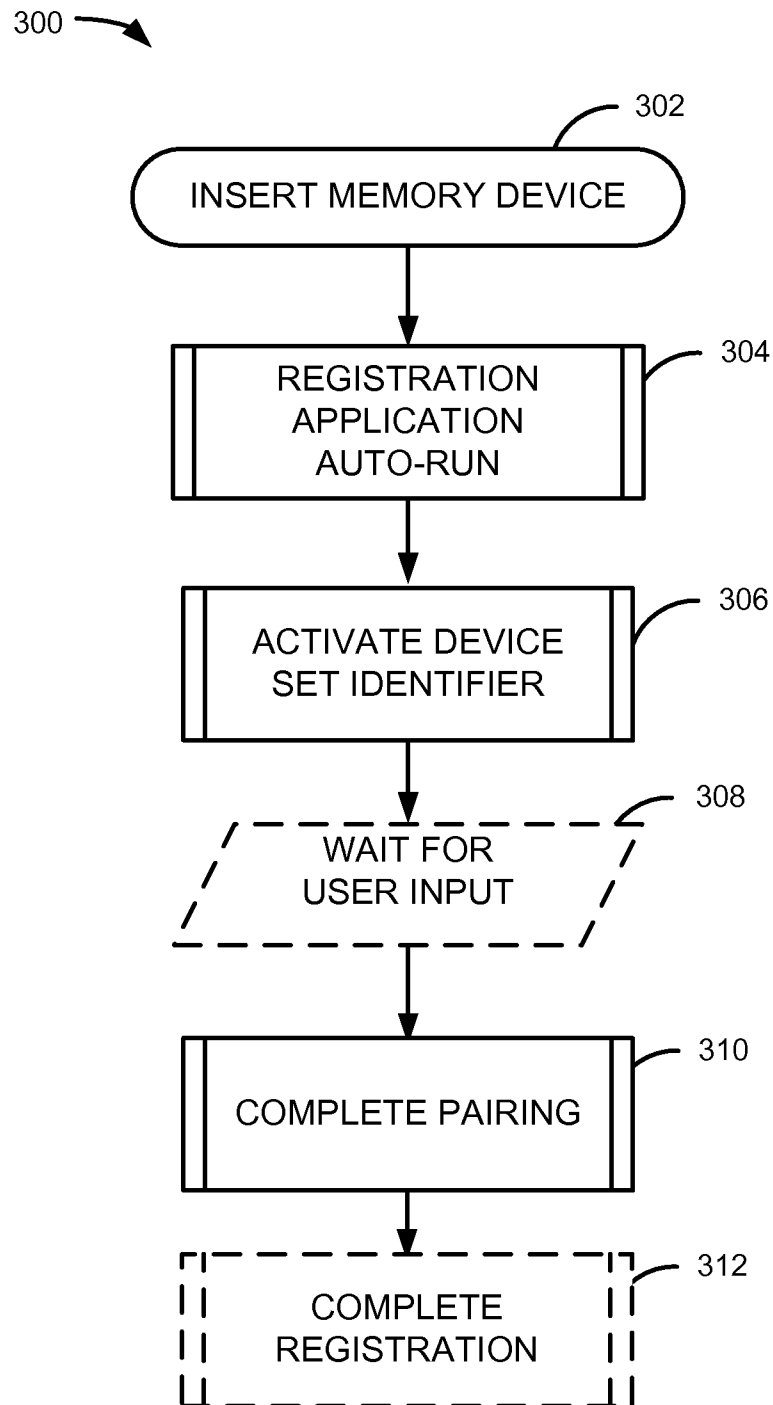 300
302
INSERT MEMORY DEVICE
304
REGISTRATION
APPLICATION
AUTO-RUN
306
ACTIVATE DEVICE
SET IDENTIFIER
308
WAIT FOR
USER INPUT
310
COMPLETE PAIRING
312
COMPLETE
REGISTRATION